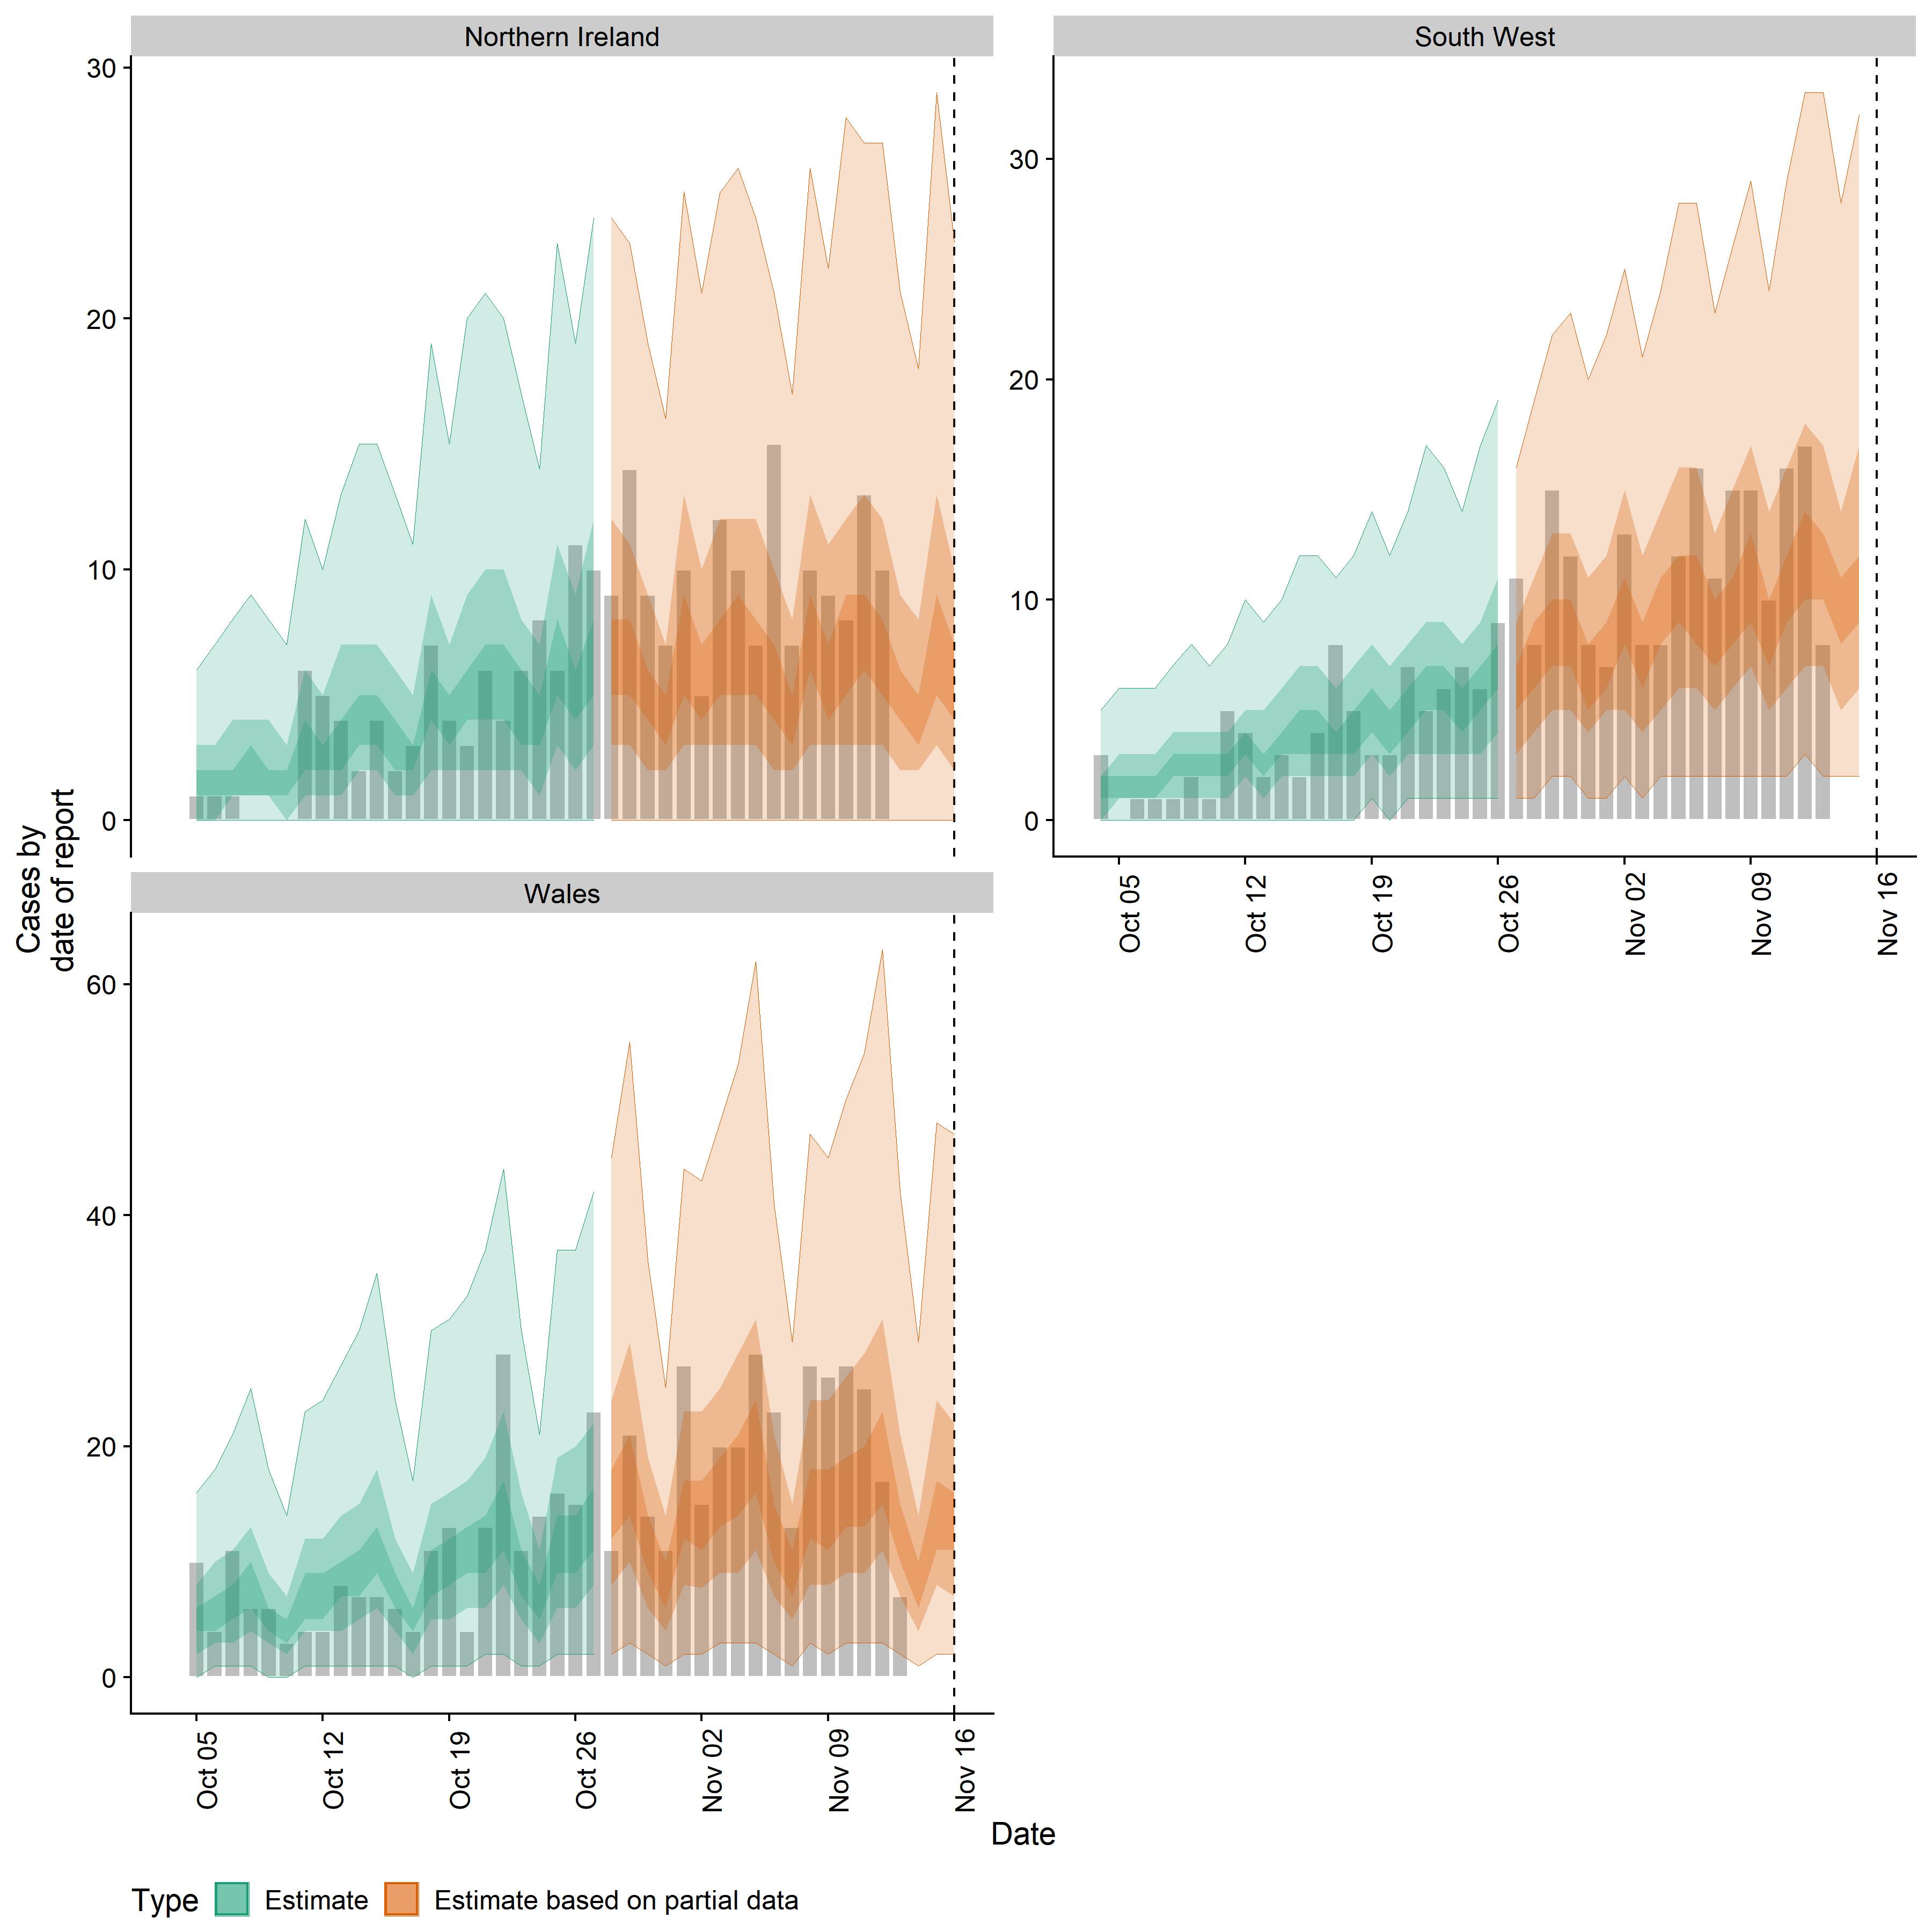 Northern Ireland
South West
30
20
10
0
30
20
10
0
Oct 05
Oct 12
Oct 19
Oct 26
Nov 02
Nov 09
Nov 16
Cases by
date of report
Wales
60
40
20
0
Oct 05
Oct 12
Oct 19
Oct 26
Nov 02
Nov 09
Nov 16
Date
Type Estimate Estimate based on partial data